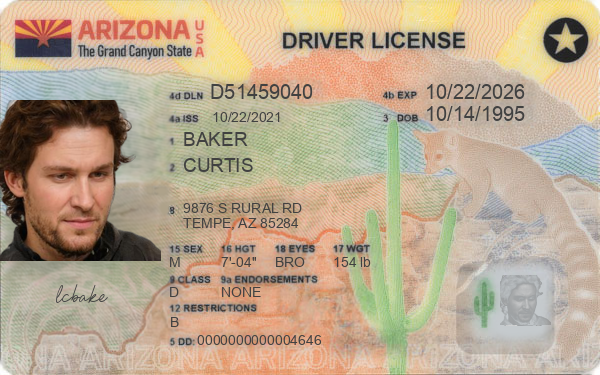 ARIZONA USA
The Grand Canyon State
DRIVER LICENSE
4d DLN D51459040 4b EXP 10/22/2026
4a ISS 10/22/2021 3 DOB 10/14/1995
1 BAKER
2 CURTIS
8 9876 S RURAL RD
TEMPE, AZ 85284
15 SEX 16 HGT 18 EYES 17 WGT
M 7'-04" BRO 154 lb
9 CLASS 9a ENDORSEMENTS
D NONE
12 RESTRICTIONS
B
5 DD: 0000000000004646
lcbake
ARIZONA ARIZONA ARIZONA ARIZONA